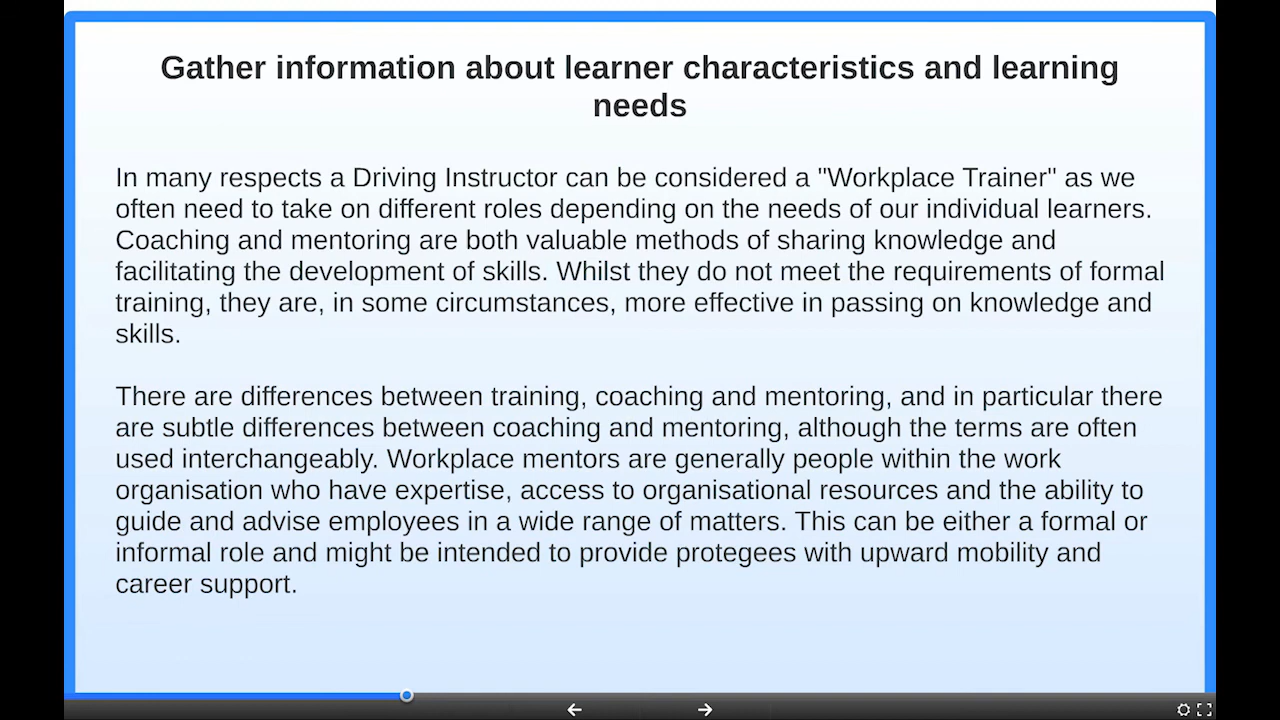 Gather information about learner characteristics and learning
needs
In many respects a Driving Instructor can be considered a "Workplace Trainer" as we
often need to take on different roles depending on the needs of our individual learners.
Coaching and mentoring are both valuable methods of sharing knowledge and
facilitating the development of skills. Whilst they do not meet the requirements of formal
training, they are, in some circumstances, more effective in passing on knowledge and
skills.
There are differences between training, coaching and mentoring, and in particular there
are subtle differences between coaching and mentoring, although the terms are often
used interchangeably. Workplace mentors are generally people within the work
organisation who have expertise, access to organisational resources and the ability to
guide and advise employees in a wide range of matters. This can be either a formal or
informal role and might be intended to provide protegees with upward mobility and
career support.